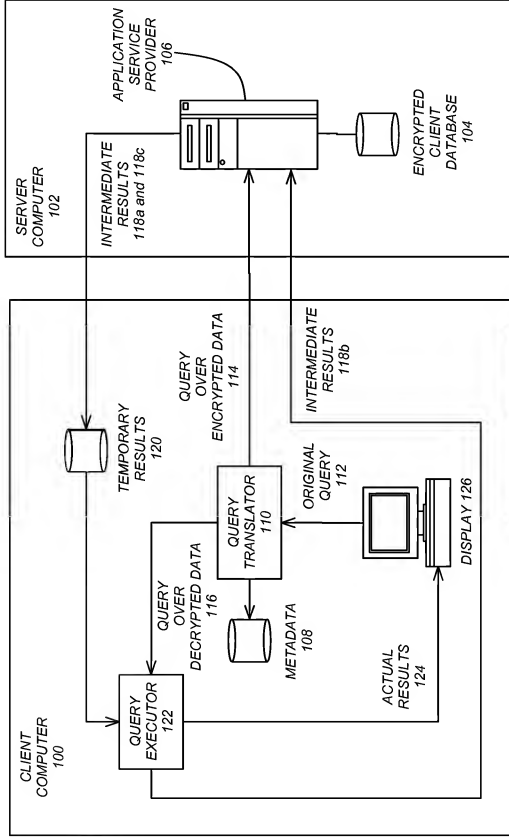 CLIENT
COMPUTER
100
SERVER
COMPUTER
102
APPLICATION
SERVICE
PROVIDER
106
INTERMEDIATE
RESULTS
118a and 118c
TEMPORARY
RESULTS
120
QUERY
EXECUTOR
122
QUERY
OVER
DECRYPTED DATA
116
QUERY
TRANSLATOR
110
QUERY
OVER
ENCRYPTED DATA
114
METADATA
108
ORIGINAL
QUERY
112
INTERMEDIATE
RESULTS
118b
ENCRYPTED
CLIENT
DATABASE
104
ACTUAL
RESULTS
124
DISPLAY 126